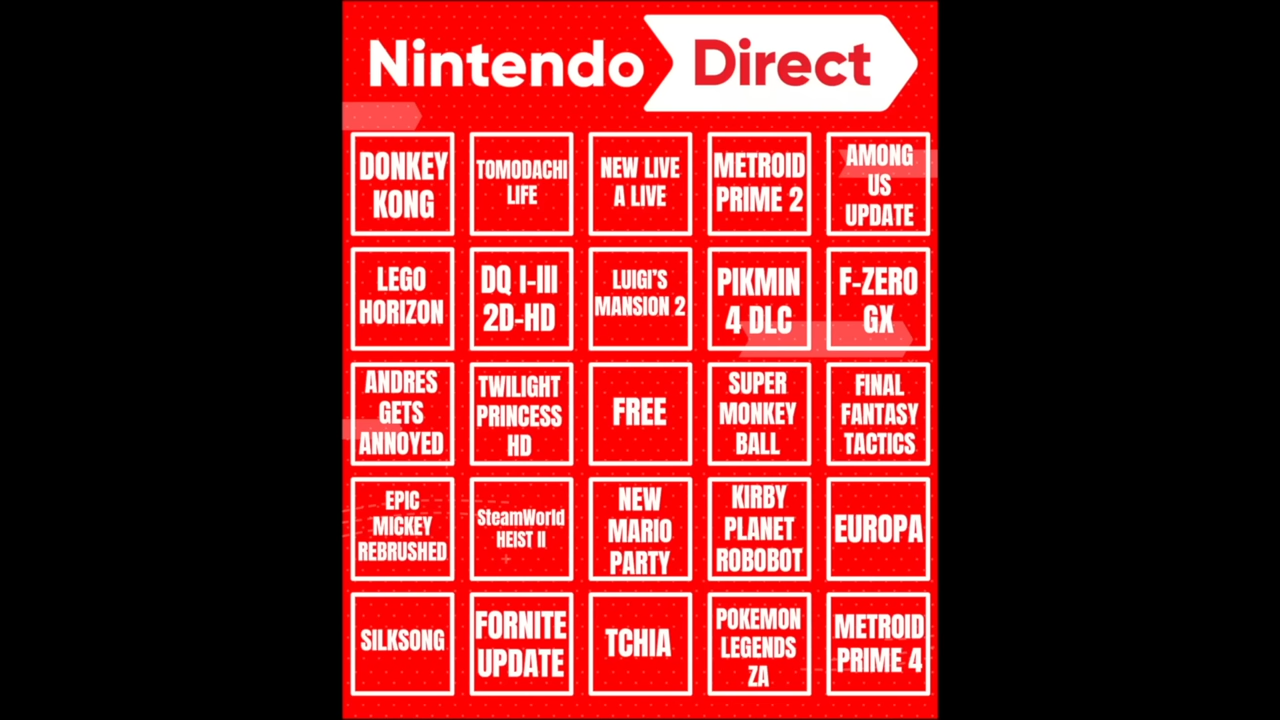 Nintendo Direct
DONKEY
KONG
TOMODACHI
LIFE
NEW LIVE
A LIVE
METROID
PRIME 2
AMONG
US
UPDATE
LEGO
HORIZON
DQ I-III
2D-HD
LUIGI'S
MANSION 2
PIKMIN
4 DLC
F-ZERO
GX
ANDRES
GETS
ANNOYED
TWILIGHT
PRINCESS
HD
FREE
SUPER
MONKEY
BALL
FINAL
FANTASY
TACTICS
EPIC
MICKEY
REBRUSHED
SteamWorld
HEIST II
NEW
MARIO
PARTY
KIRBY
PLANET
ROBOBOT
EUROPA
SILKSONG
FORNITE
UPDATE
TCHIA
POKEMON
LEGENDS
ZA
METROID
PRIME 4